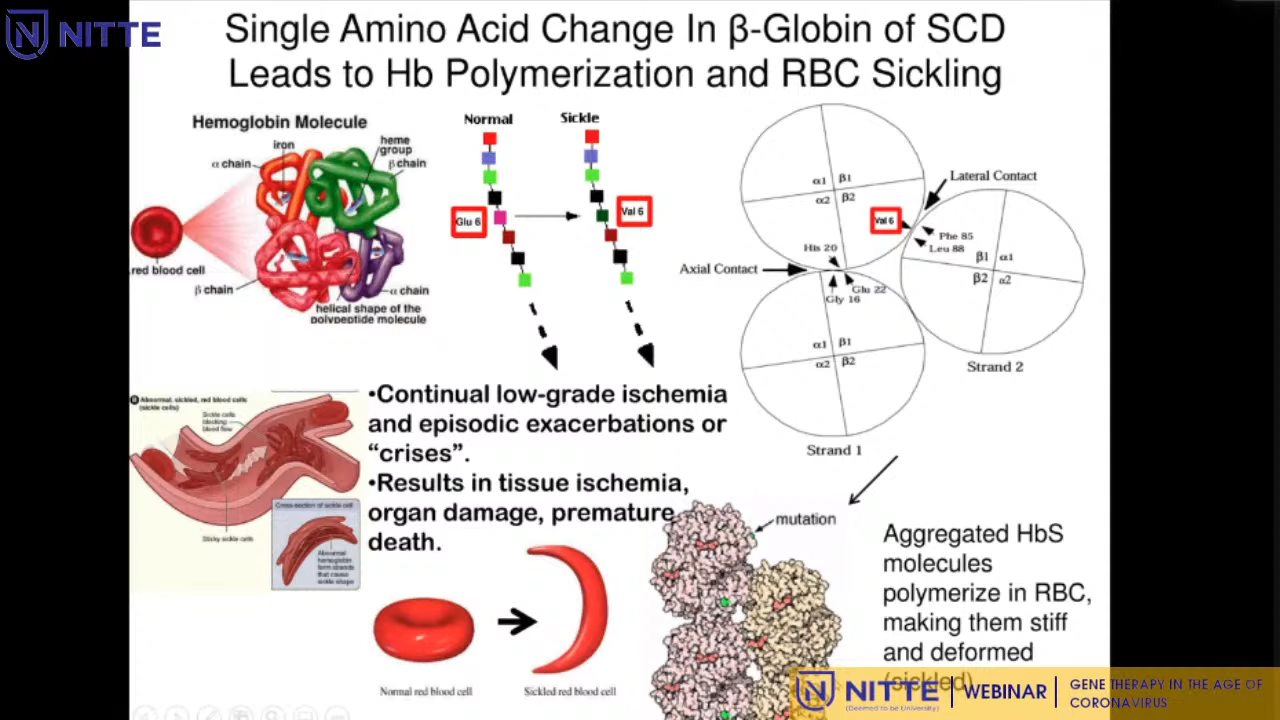 NITTE
Single Amino Acid Change In β-Globin of SCD
Leads to Hb Polymerization and RBC Sickling
Hemoglobin Molecule
iron
heme
group
α chain
β chain
red blood cell
β chain
α chain
helical shape of the
polypeptide molecule
Normal
Sickle
Glu 6
Val 6
α1 β1
α2 β2
Lateral Contact
Val 6
Phe 85
Leu 88
His 20
β1 α1
β2 α2
Axial Contact
Glu 22
Gly 16
α1 β1
α2 β2
Strand 2
Strand 1
B Abnormal, sickled, red blood cells
(sickle cells)
Sickle cells
blocking
blood flow
Sticky sickle cells
Cross-section of sickle cell
Abnormal
hemoglobin
form strands
that cause
sickle shape
•Continual low-grade ischemia
and episodic exacerbations or
“crises”.
•Results in tissue ischemia,
organ damage, premature
death.
Normal red blood cell
Sickled red blood cell
mutation
Aggregated HbS
molecules
polymerize in RBC,
making them stiff
and deformed
(sickled)
NITTE
(Deemed to be University)
WEBINAR
GENE THERAPY IN THE AGE OF
CORONAVIRUS